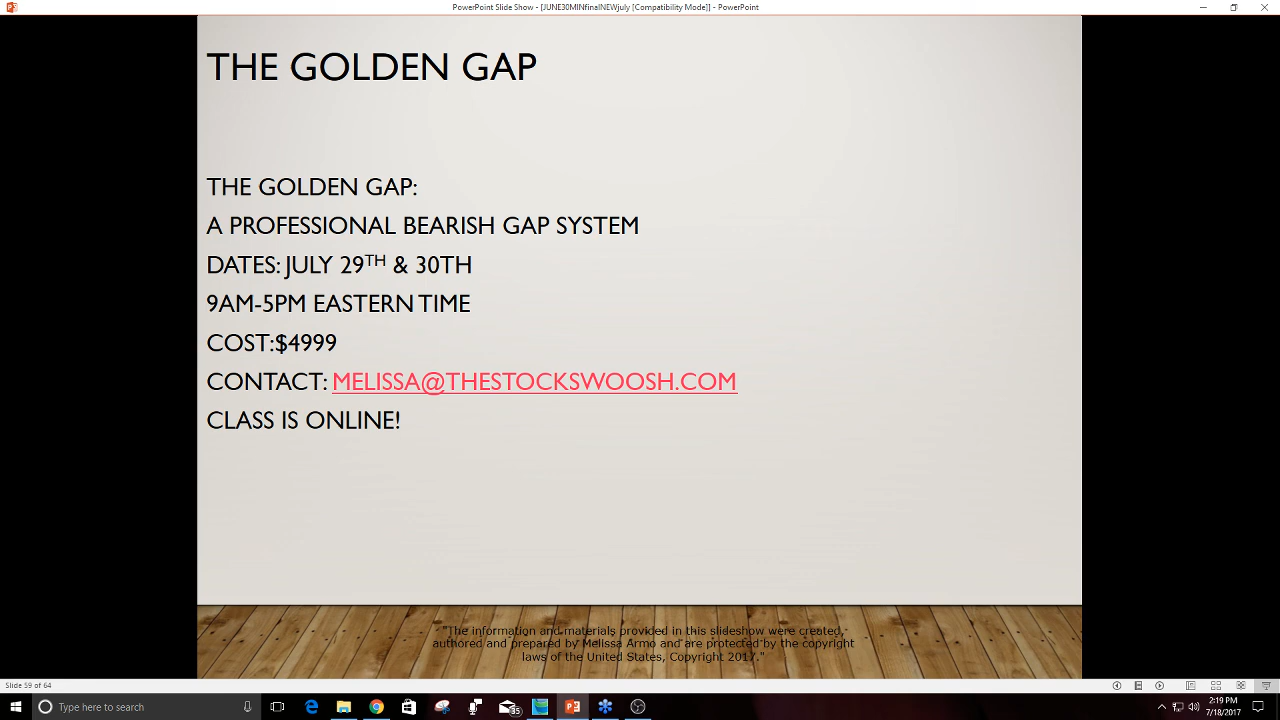 PowerPoint Slide Show - [JUNE30MINfinalNEWjuly [Compatibility Mode]] - PowerPoint
THE GOLDEN GAP
THE GOLDEN GAP:
A PROFESSIONAL BEARISH GAP SYSTEM
DATES: JULY 29TH & 30TH
9AM-5PM EASTERN TIME
COST:$4999
CONTACT: MELISSA@THESTOCKSWOOSH.COM
CLASS IS ONLINE!
"The information and materials provided in this slideshow were created,
authored and prepared by Melissa Armo and are protected by the copyright
laws of the United States, Copyright 2017."
Slide 59 of 64
Type here to search
35
2:19 PM
7/18/2017